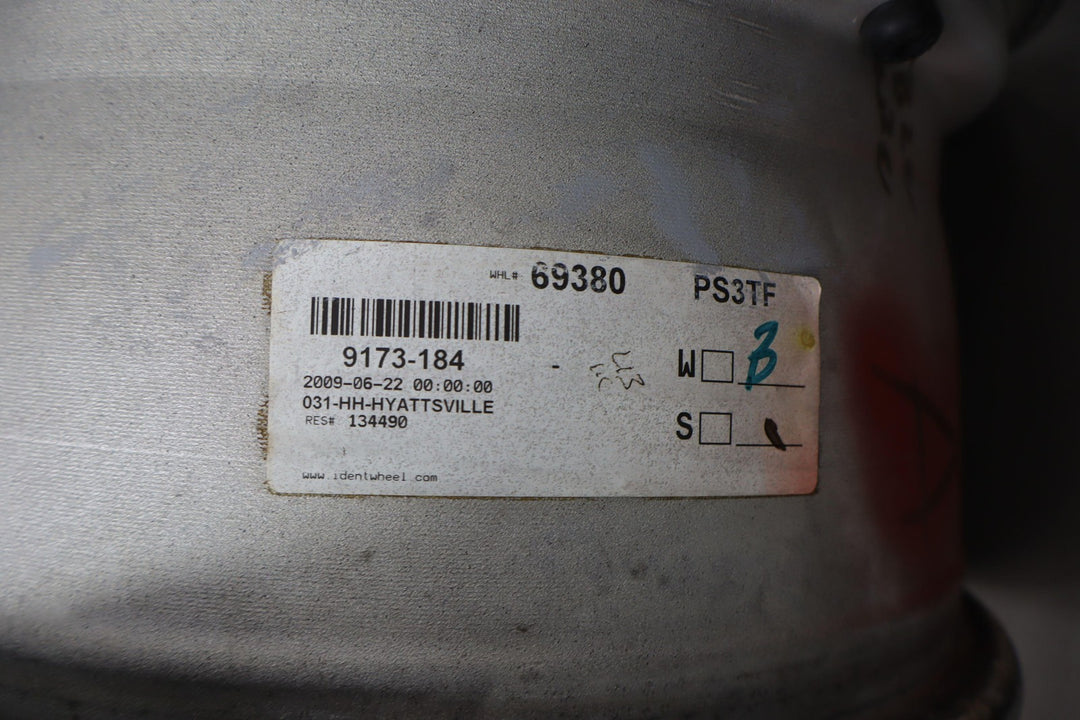 WHL# 69380 PS3TF
9173-184 -
2009-06-22 00:00:00
031-HH-HYATTSVILLE
RES# 134490
W B
S
www.identwheel.com